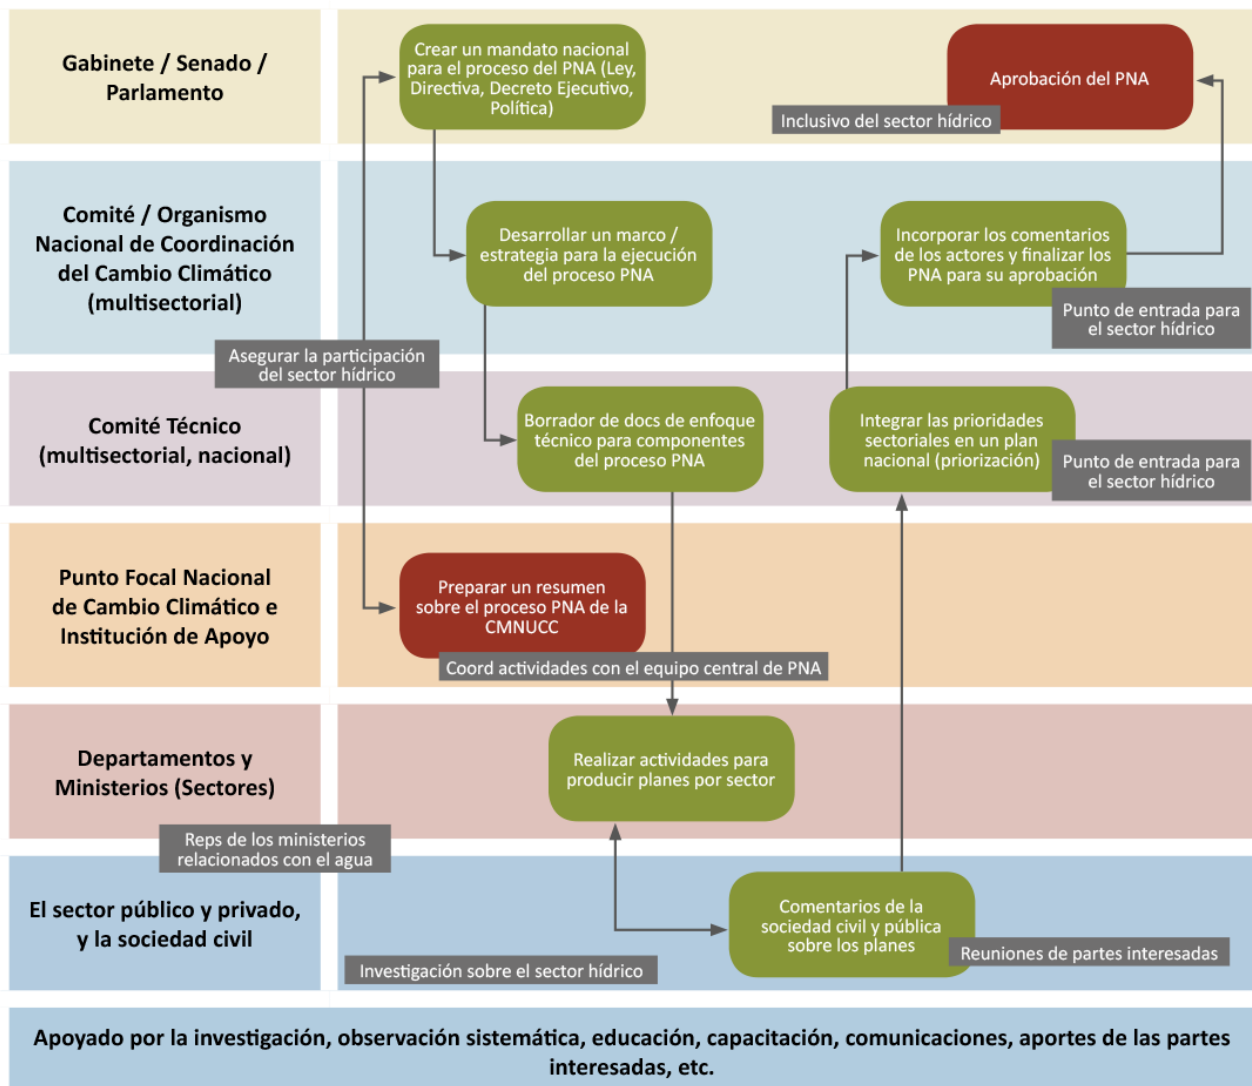 Gabinete / Senado /
Parlamento
Crear un mandato nacional
para el proceso del PNA (Ley,
Directiva, Decreto Ejecutivo,
Política)
Aprobación del PNA
Inclusivo del sector hídrico
Comité / Organismo
Nacional de Coordinación
del Cambio Climático
(multisectorial)
Desarrollar un marco /
estrategia para la ejecución
del proceso PNA
Incorporar los comentarios
de los actores y finalizar los
PNA para su aprobación
Punto de entrada para
el sector hídrico
Asegurar la participación
del sector hídrico
Comité Técnico
(multisectorial, nacional)
Borrador de docs de enfoque
técnico para componentes
del proceso PNA
Integrar las prioridades
sectoriales en un plan
nacional (priorización)
Punto de entrada para
el sector hídrico
Punto Focal Nacional
de Cambio Climático e
Institución de Apoyo
Preparar un resumen
sobre el proceso PNA de la
CMNUCC
Coord actividades con el equipo central de PNA
Departamentos y
Ministerios (Sectores)
Realizar actividades para
producir planes por sector
Reps de los ministerios
relacionados con el agua
El sector público y privado,
y la sociedad civil
Comentarios de la
sociedad civil y pública
sobre los planes
Reuniones de partes interesadas
Investigación sobre el sector hídrico
Apoyado por la investigación, observación sistemática, educación, capacitación, comunicaciones, aportes de las partes
interesadas, etc.